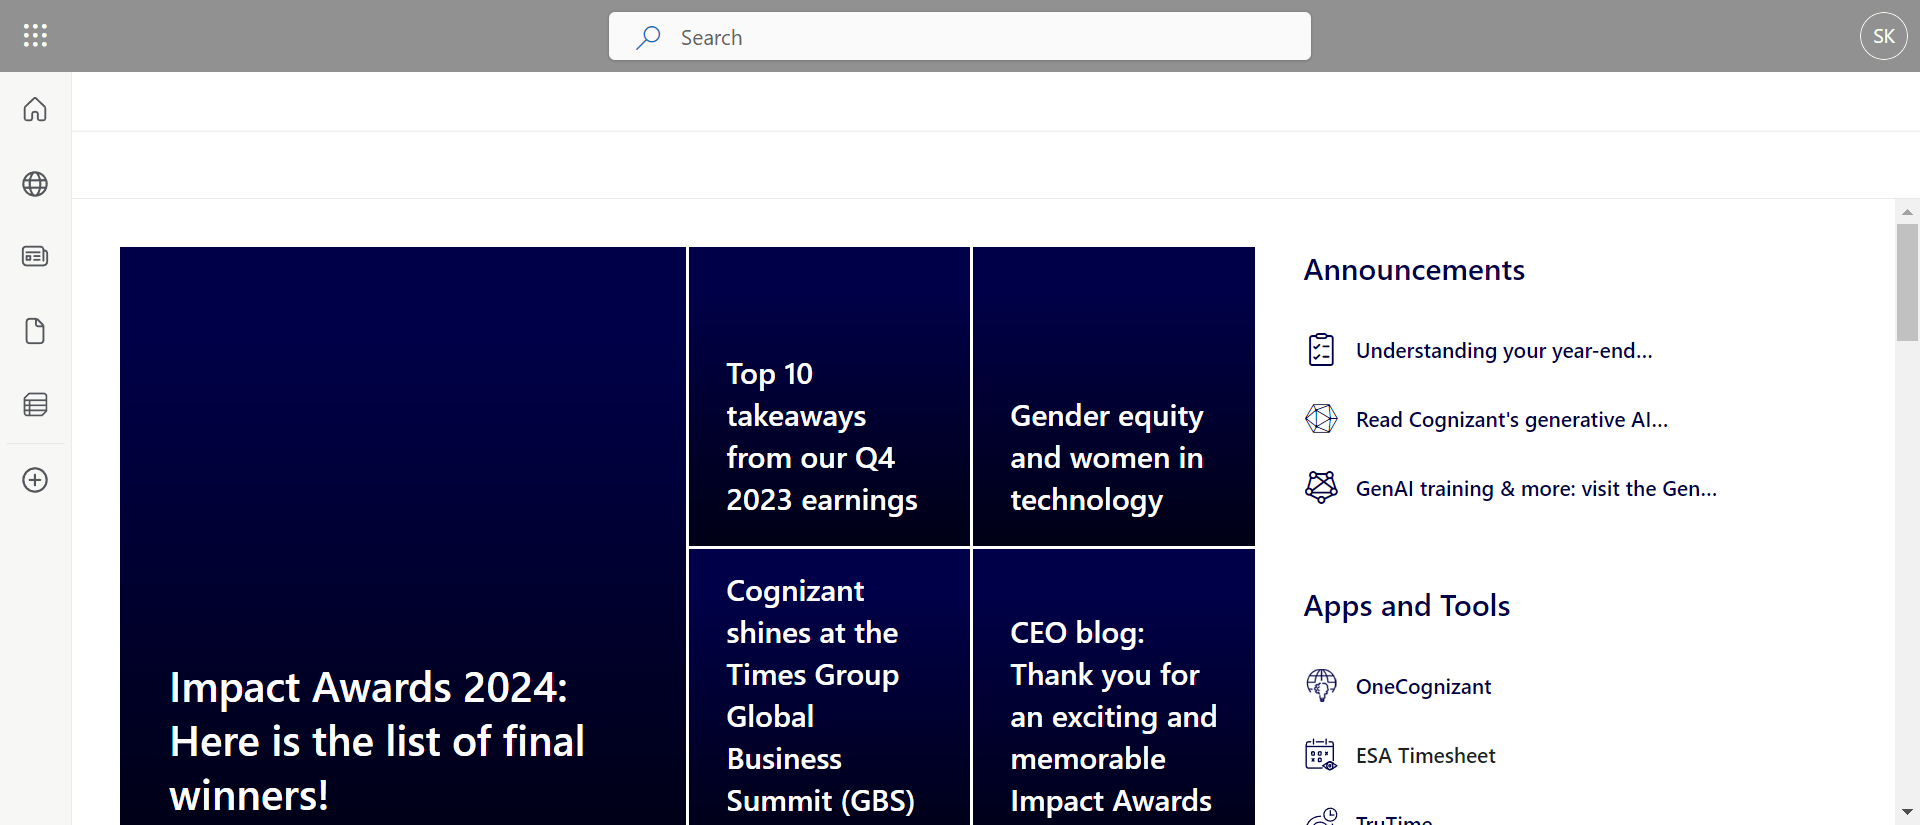 Search
SK
Impact Awards 2024:
Here is the list of final
winners!
Top 10
takeaways
from our Q4
2023 earnings
Gender equity
and women in
technology
Cognizant
shines at the
Times Group
Global
Business
Summit (GBS)
CEO blog:
Thank you for
an exciting and
memorable
Impact Awards
Announcements
Understanding your year-end...
Read Cognizant's generative AI...
GenAI training & more: visit the Gen...
Apps and Tools
OneCognizant
ESA Timesheet
TruTime